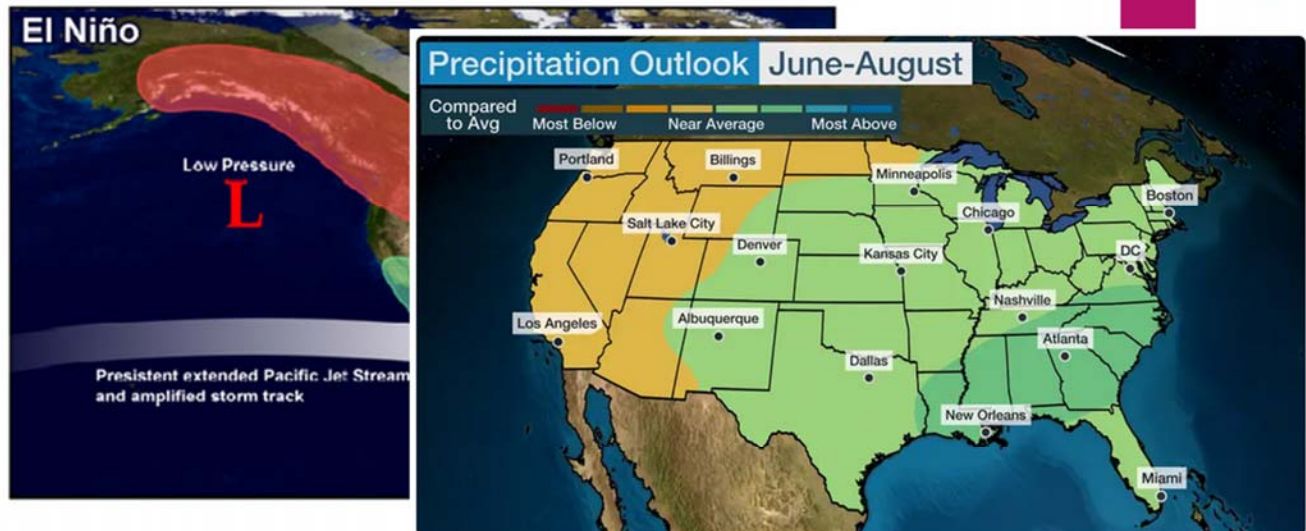 El Niño
Low Pressure
L
Presistent extended Pacific Jet Stream
and amplified storm track
Precipitation Outlook June-August
Compared
to Avg
Most Below Near Average Most Above
Portland
Billings
Minneapolis
Boston
Chicago
Salt Lake City
Denver
Kansas City
DC
Nashville
Los Angeles
Albuquerque
Atlanta
Dallas
New Orleans
Miami